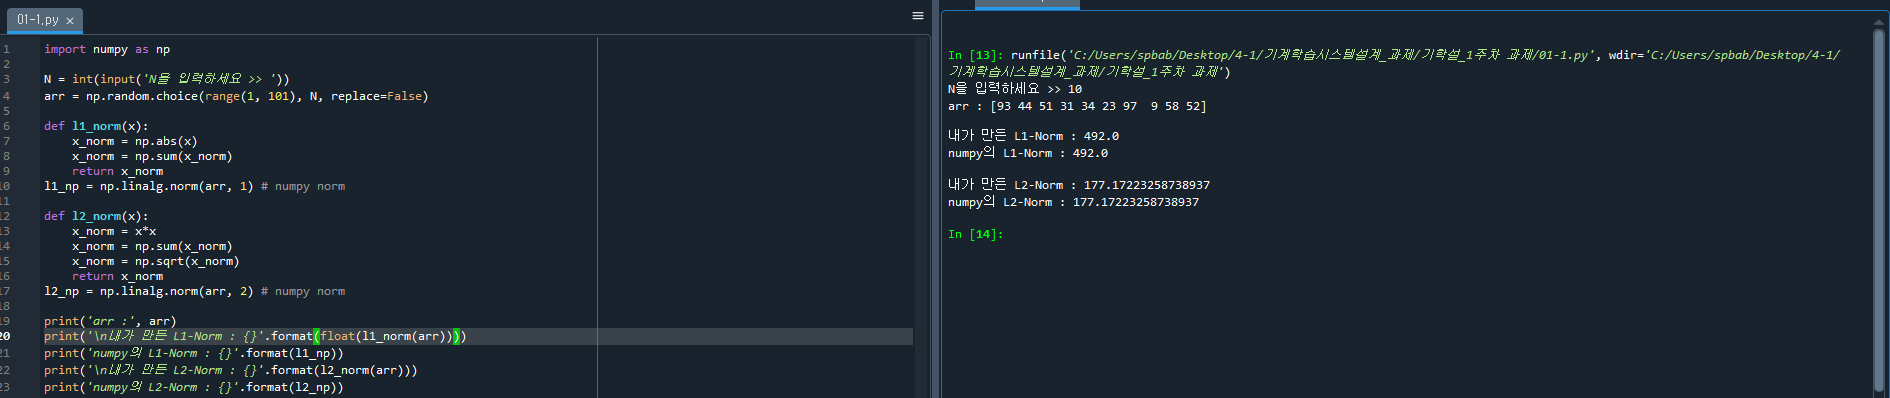 01-1.py ×
1 import numpy as np
2
3 N = int(input('N을 입력하세요 >> '))
4 arr = np.random.choice(range(1, 101), N, replace=False)
5
6 def l1_norm(x):
7 x_norm = np.abs(x)
8 x_norm = np.sum(x_norm)
9 return x_norm
10 l1_np = np.linalg.norm(arr, 1) # numpy norm
11
12 def l2_norm(x):
13 x_norm = x*x
14 x_norm = np.sum(x_norm)
15 x_norm = np.sqrt(x_norm)
16 return x_norm
17 l2_np = np.linalg.norm(arr, 2) # numpy norm
18
19 print('arr :', arr)
20 print('\n내가 만든 L1-Norm : {}'.format(float(l1_norm(arr))))
21 print('numpy의 L1-Norm : {}'.format(l1_np))
22 print('\n내가 만든 L2-Norm : {}'.format(l2_norm(arr)))
23 print('numpy의 L2-Norm : {}'.format(l2_np))
In [13]: runfile('C:/Users/spbab/Desktop/4-1/기계학습시스템설계_과제/기학설_1주차 과제/01-1.py', wdir='C:/Users/spbab/Desktop/4-1/
기계학습시스템설계_과제/기학설_1주차 과제')
N을 입력하세요 >> 10
arr : [93 44 51 31 34 23 97  9 58 52]
내가 만든 L1-Norm : 492.0
numpy의 L1-Norm : 492.0
내가 만든 L2-Norm : 177.17223258738937
numpy의 L2-Norm : 177.17223258738937
In [14]: